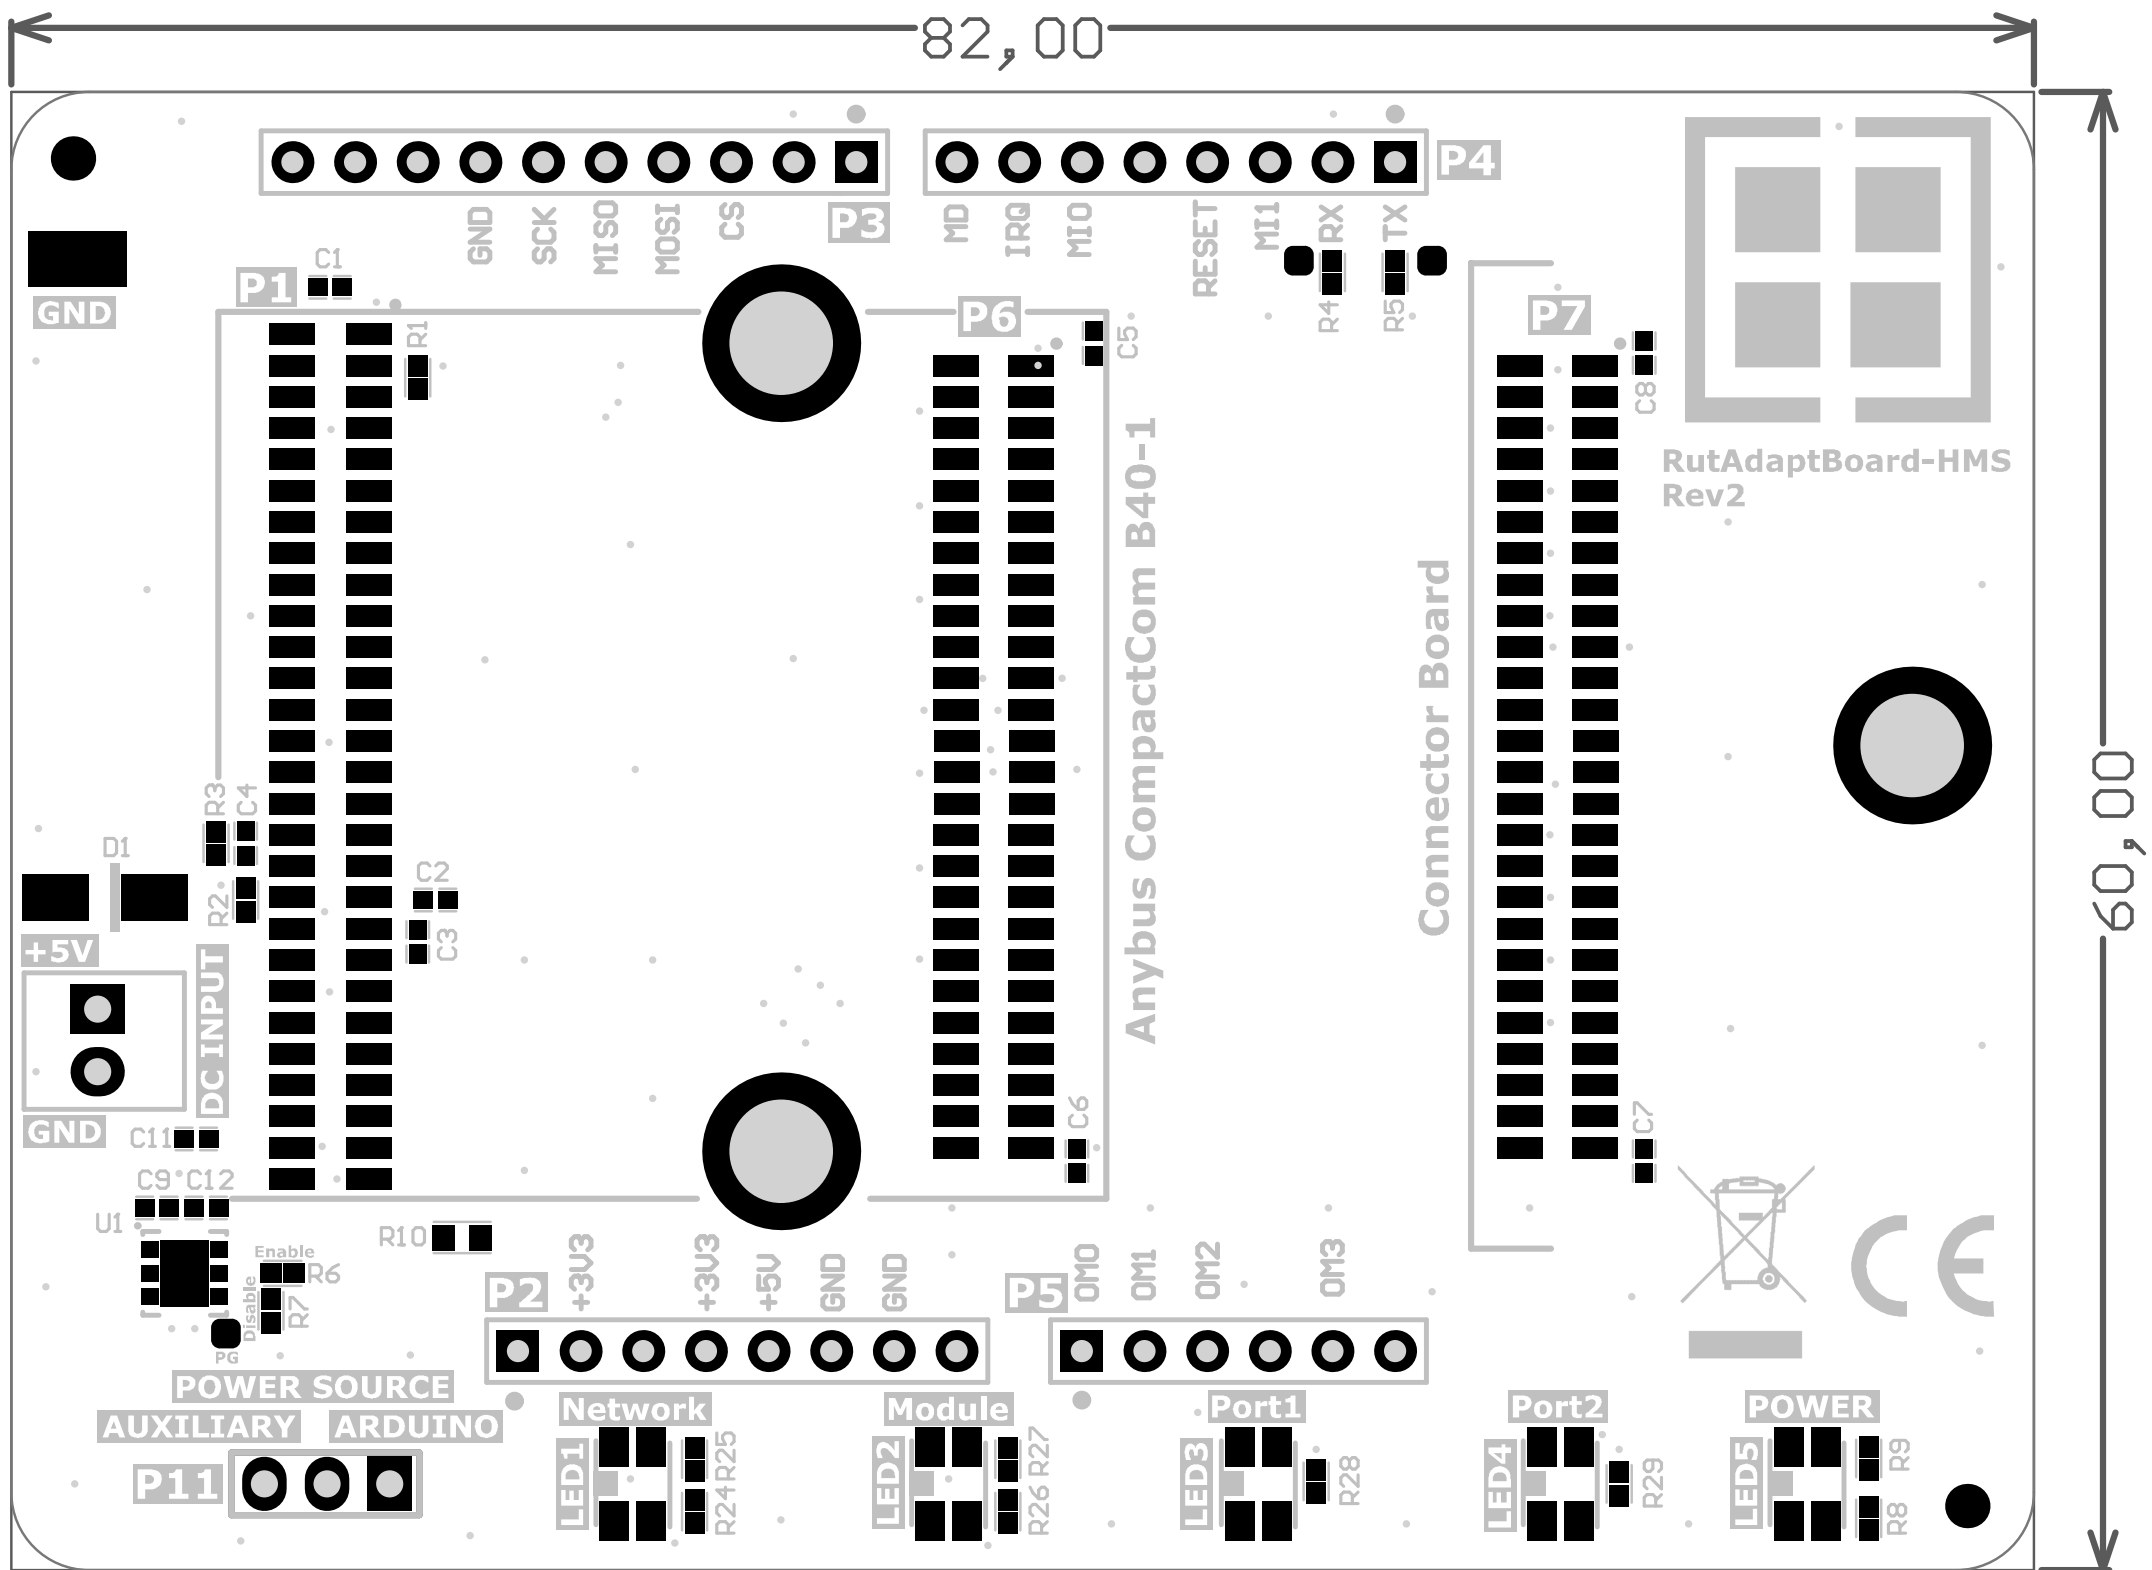 82,00
P4
P3
GND
SCK
MISO
MOSI
CS
MD
IRQ
MI0
RESET
MI1
RX
TX
C1
P1
GND
R1
P6
C5
R4
R5
P7
C8
RutAdaptBoard-HMS
Rev2
Anybus CompactCom B40-1
Connector Board
60,00
R3
C4
D1
R2
C2
C3
+5V
DC INPUT
GND
C11
C9
C12
C6
C7
U1
R10
Enable
R6
Disable
R7
PG
P2
+3V3
+3V3
+5V
GND
GND
P5
OM0
OM1
OM2
OM3
CE
POWER SOURCE
AUXILIARY
ARDUINO
P11
Network
Module
Port1
Port2
POWER
LED1
R25
R24
LED2
R27
R26
LED3
R28
LED4
R29
LED5
R9
R8